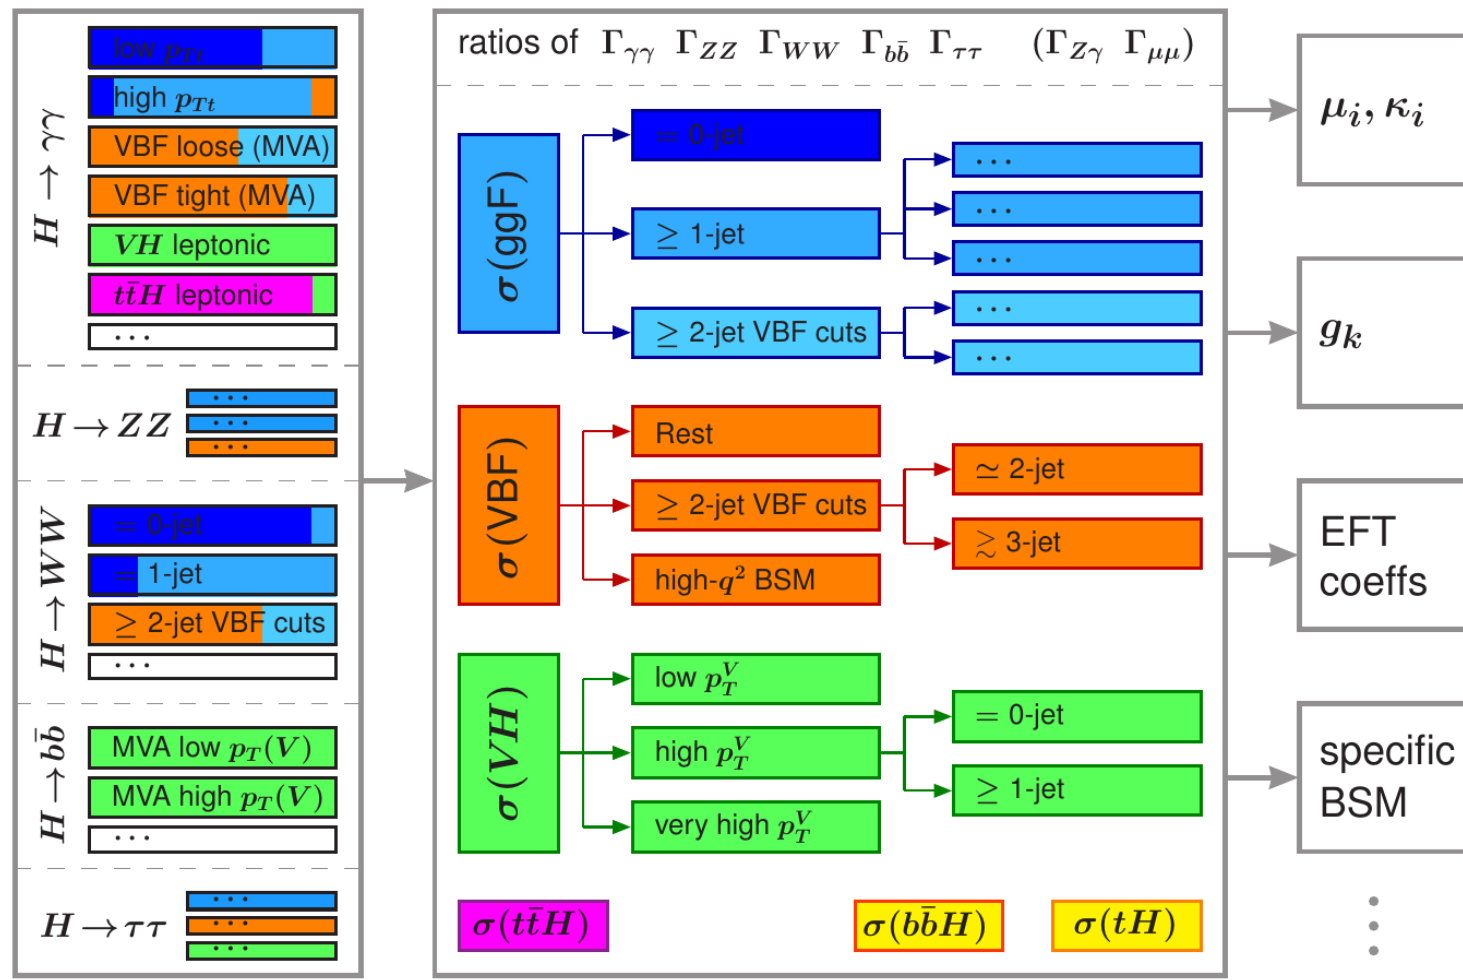 H → γγ
low p_Tt
high p_Tt
VBF loose (MVA)
VBF tight (MVA)
VH leptonic
tt̄H leptonic
···
H → ZZ
···
···
···
H → WW
= 0-jet
= 1-jet
≥ 2-jet VBF cuts
···
H → bb̄
MVA low p_T(V)
MVA high p_T(V)
···
H → ττ
···
···
···
ratios of Γ_γγ Γ_ZZ Γ_WW Γ_bb̄ Γ_ττ (Γ_Zγ Γ_μμ)
σ(ggF)
= 0-jet
≥ 1-jet
≥ 2-jet VBF cuts
···
···
···
···
···
σ(VBF)
Rest
≥ 2-jet VBF cuts
high-q² BSM
≃ 2-jet
≳ 3-jet
σ(VH)
low p_T^V
high p_T^V
very high p_T^V
= 0-jet
≥ 1-jet
σ(tt̄H)
σ(bb̄H)
σ(tH)
μ_i, κ_i
g_k
EFT
coeffs
specific
BSM
⋮